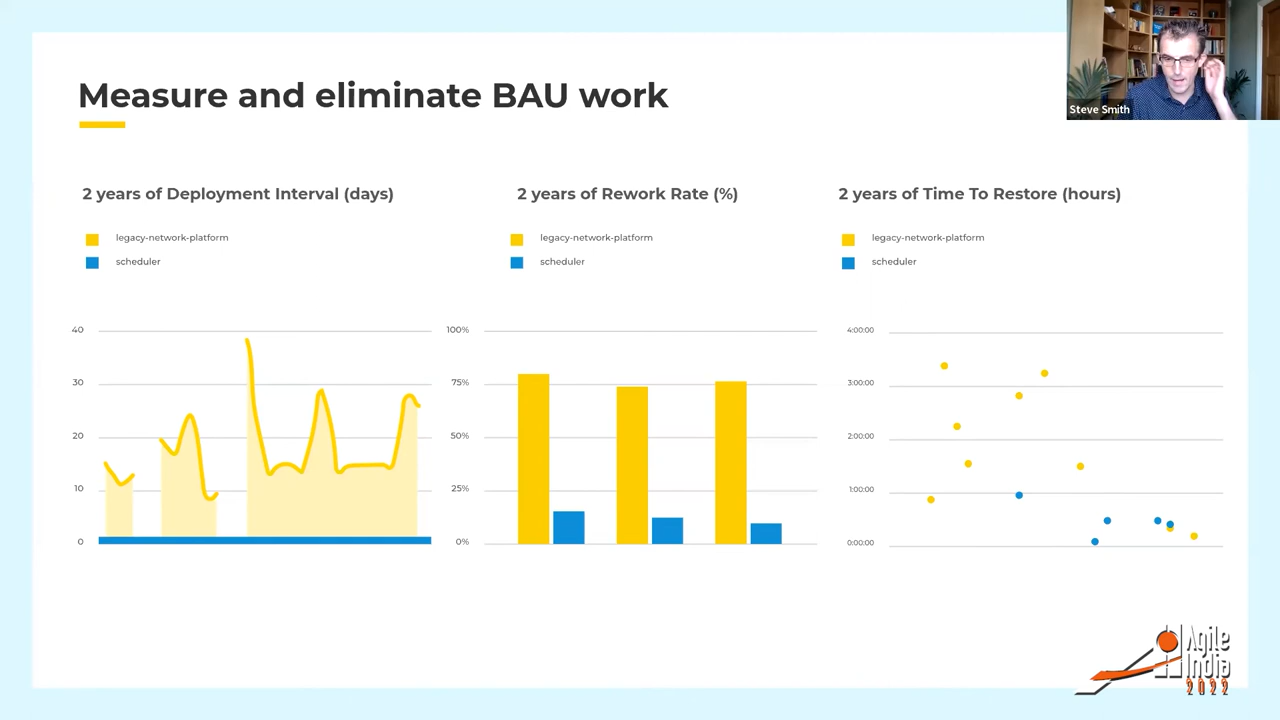 Measure and eliminate BAU work
Steve Smith
2 years of Deployment Interval (days)
legacy-network-platform
scheduler
40
30
20
10
0
2 years of Rework Rate (%)
legacy-network-platform
scheduler
100%
75%
50%
25%
0%
2 years of Time To Restore (hours)
legacy-network-platform
scheduler
4:00:00
3:00:00
2:00:00
1:00:00
0:00:00
Agile
India
2022